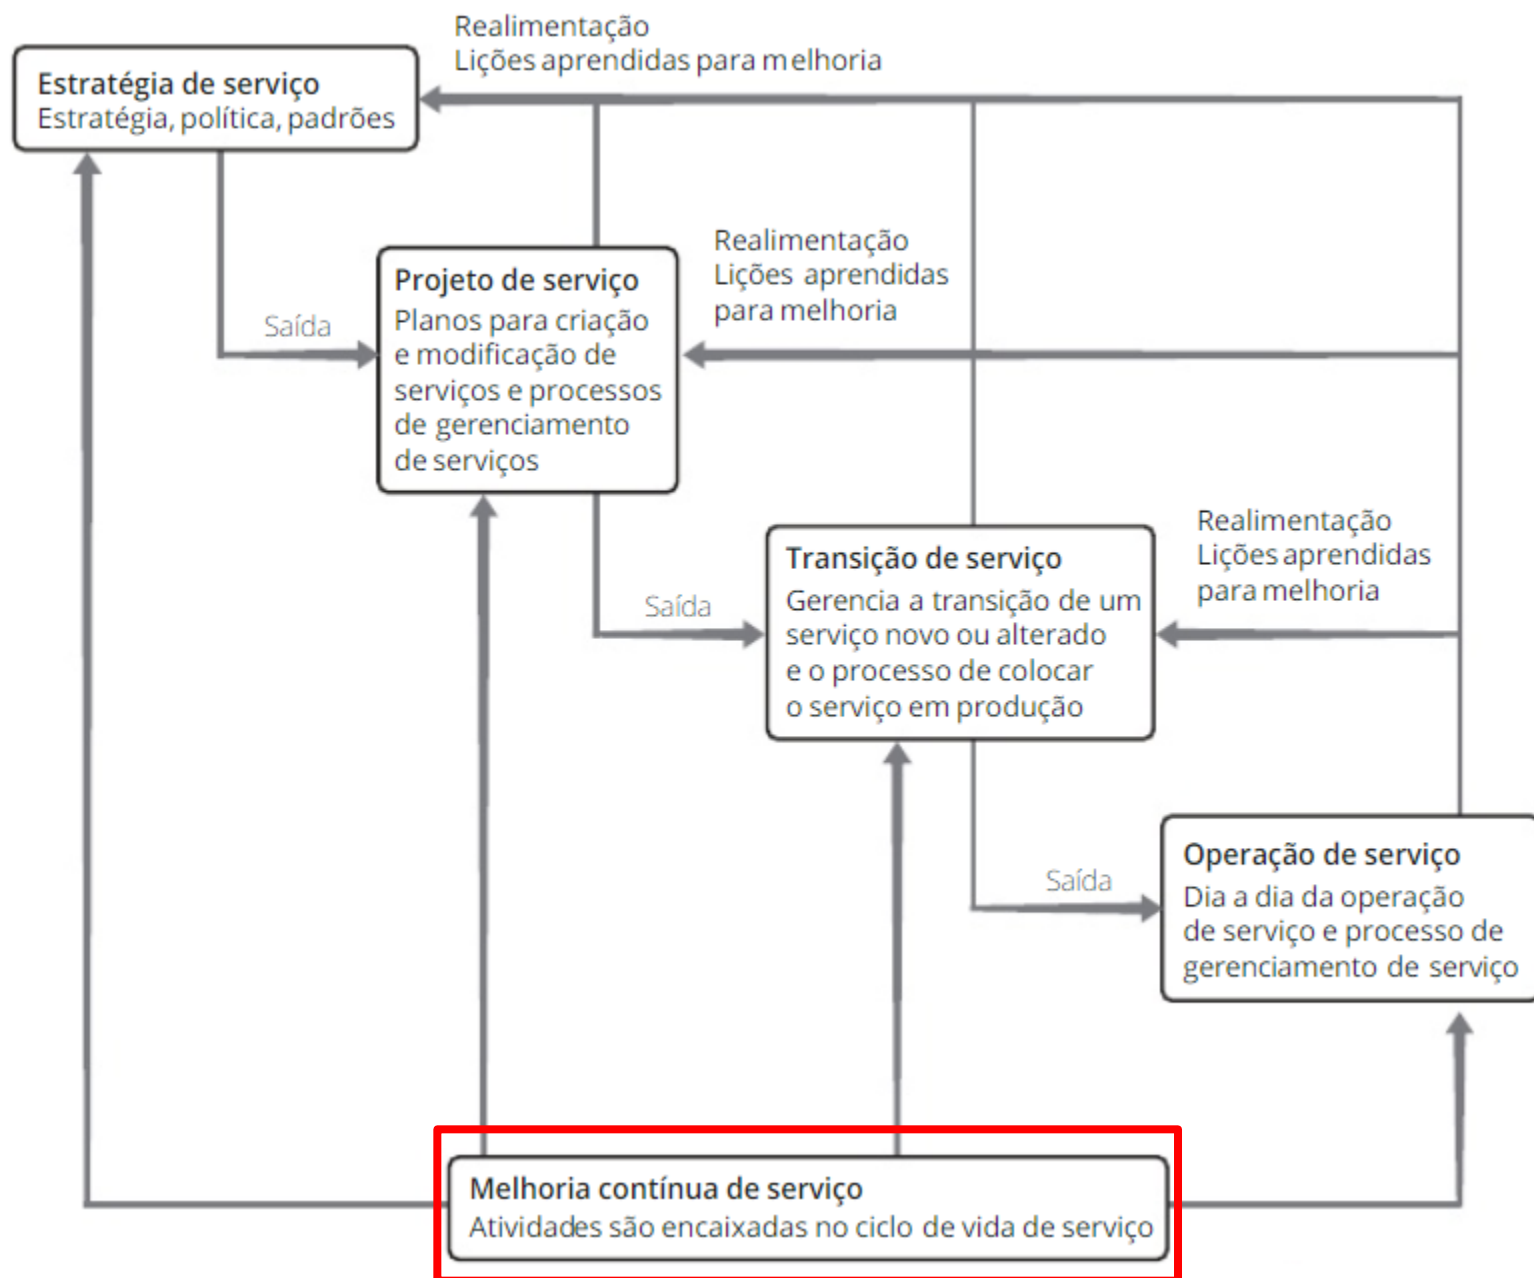 Realimentação
Lições aprendidas para melhoria
Estratégia de serviço
Estratégia, política, padrões
Realimentação
Lições aprendidas
para melhoria
Projeto de serviço
Planos para criação
e modificação de
serviços e processos
de gerenciamento
de serviços
Saída
Realimentação
Lições aprendidas
para melhoria
Transição de serviço
Gerencia a transição de um
serviço novo ou alterado
e o processo de colocar
o serviço em produção
Saída
Operação de serviço
Dia a dia da operação
de serviço e processo de
gerenciamento de serviço
Saída
Melhoria contínua de serviço
Atividades são encaixadas no ciclo de vida de serviço